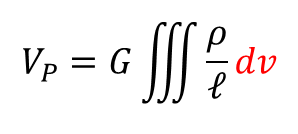 V_P = G ∭ ρ/ℓ dv